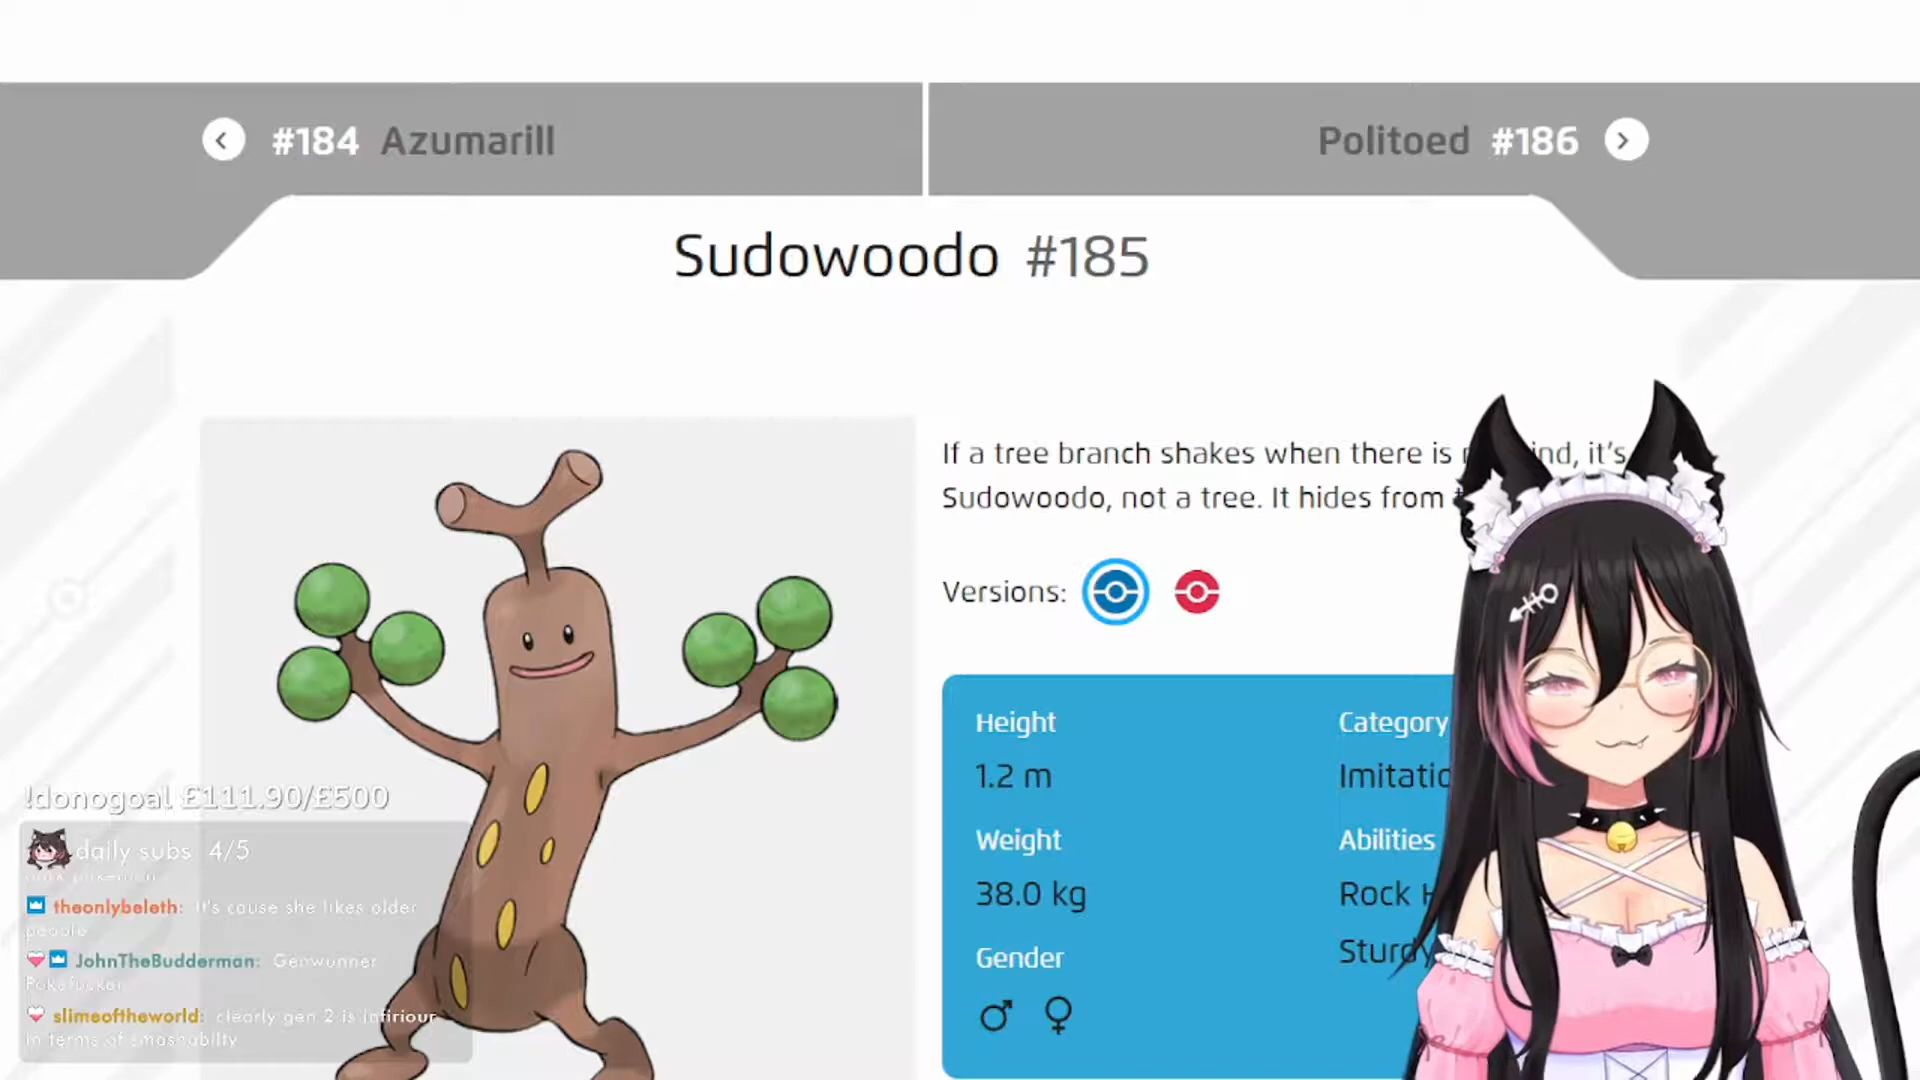 #184 Azumarill
Politoed #186
Sudowoodo #185
If a tree branch shakes when there is wind, it's
Sudowoodo, not a tree. It hides from
Versions:
Height
Category
1.2 m
Imitatio
Weight
Abilities
38.0 kg
Rock H
Sturdy
Gender
!donogoal £111.90/£500
daily subs 4/5
theonlybeleth: It's cause she likes older
people
JohnTheBudderman: Genwunner
Pokefucker
slimeoftheworld: clearly gen 2 is infiriour
in terms of smashabilty